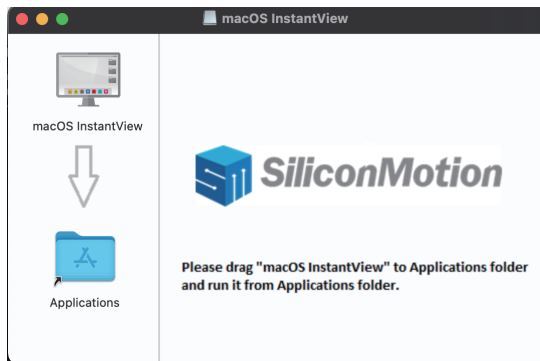 macOS InstantView
macOS InstantView
SiliconMotion
Please drag "macOS InstantView" to Applications folder
and run it from Applications folder.
Applications